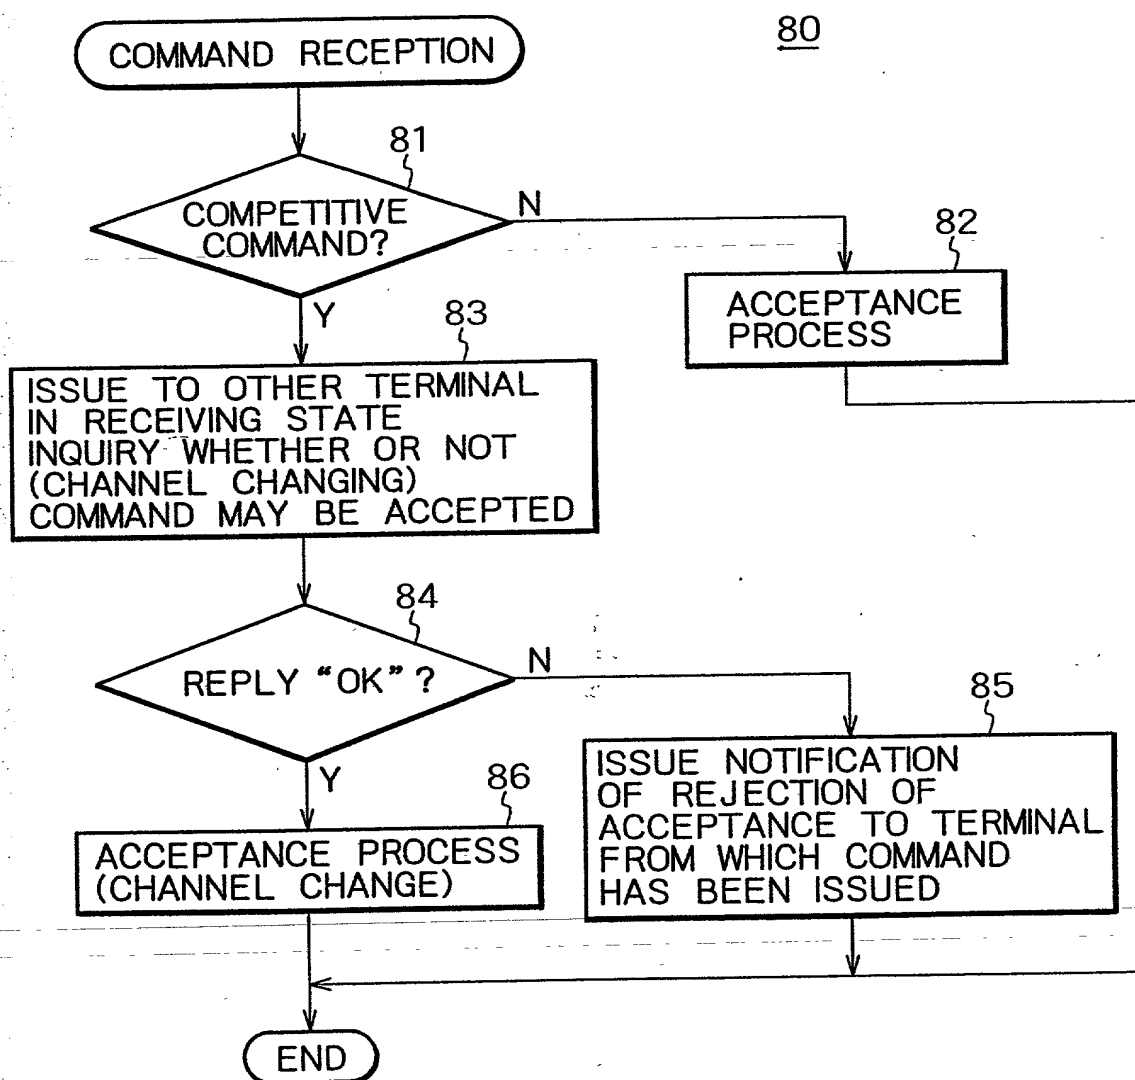 80
COMMAND RECEPTION
81
COMPETITIVE
COMMAND?
N
Y
82
ACCEPTANCE
PROCESS
83
ISSUE TO OTHER TERMINAL
IN RECEIVING STATE
INQUIRY WHETHER OR NOT
(CHANNEL CHANGING)
COMMAND MAY BE ACCEPTED
84
REPLY “OK”?
N
Y
85
ISSUE NOTIFICATION
OF REJECTION OF
ACCEPTANCE TO TERMINAL
FROM WHICH COMMAND
HAS BEEN ISSUED
86
ACCEPTANCE PROCESS
(CHANNEL CHANGE)
END